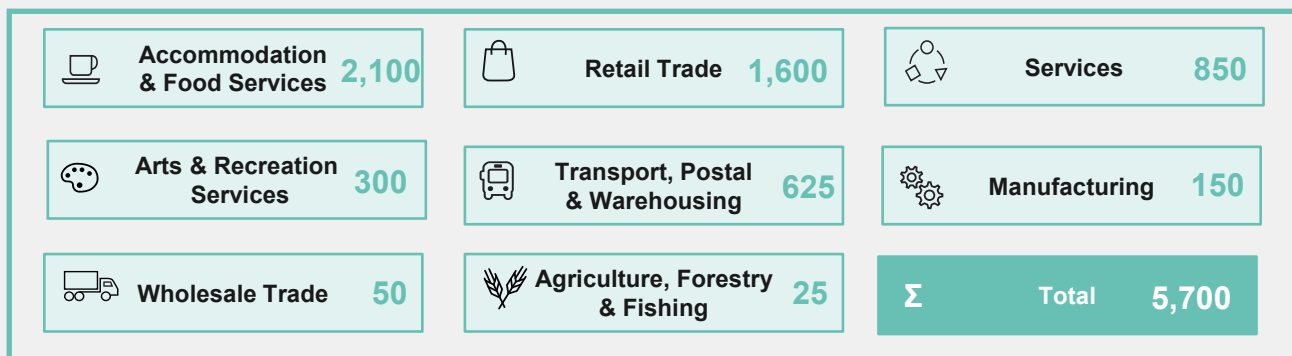 Accommodation
& Food Services
2,100
Retail Trade
1,600
Services
850
Arts & Recreation
Services
300
Transport, Postal
& Warehousing
625
Manufacturing
150
Wholesale Trade
50
Agriculture, Forestry
& Fishing
25
Σ
Total
5,700